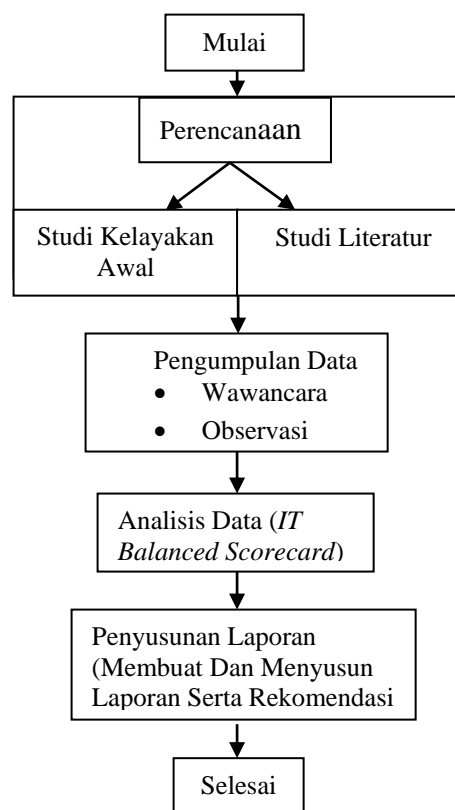 Mulai
Perencanaan
Studi Kelayakan
Awal
Studi Literatur
Pengumpulan Data
• Wawancara
• Observasi
Analisis Data (IT
Balanced Scorecard)
Penyusunan Laporan
(Membuat Dan Menyusun
Laporan Serta Rekomendasi
Selesai